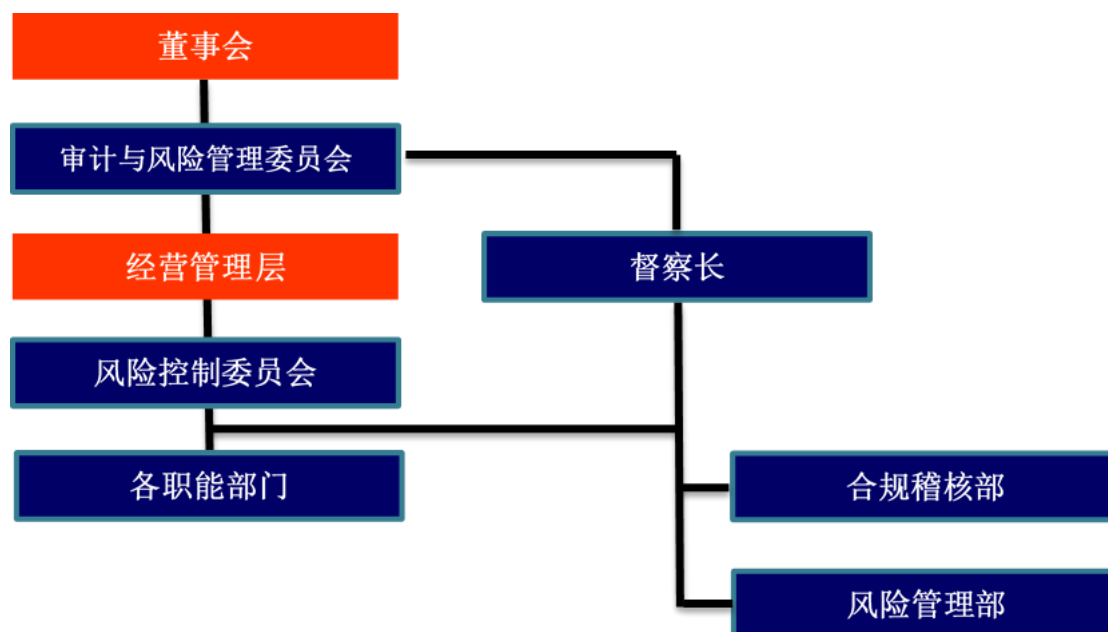 董事会
审计与风险管理委员会
经营管理层
督察长
风险控制委员会
各职能部门
合规稽核部
风险管理部